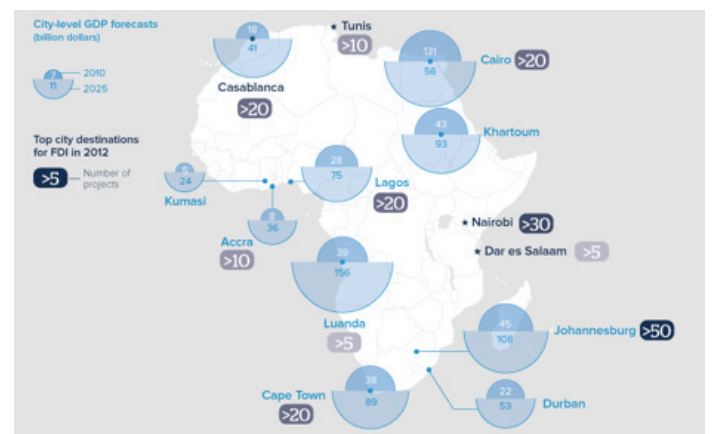 City-level GDP forecasts
(billion dollars)
7
11
2010
2025
Top city destinations
for FDI in 2012
>5
Number of
projects
41
Casablanca
>20
Tunis
>10
131
56
Cairo
>20
43
93
Khartoum
24
Kumasi
28
75
Lagos
>20
8
36
Accra
>10
Nairobi
>30
Dar es Salaam
>5
39
156
Luanda
>5
45
108
Johannesburg
>50
38
89
Cape Town
>20
22
53
Durban